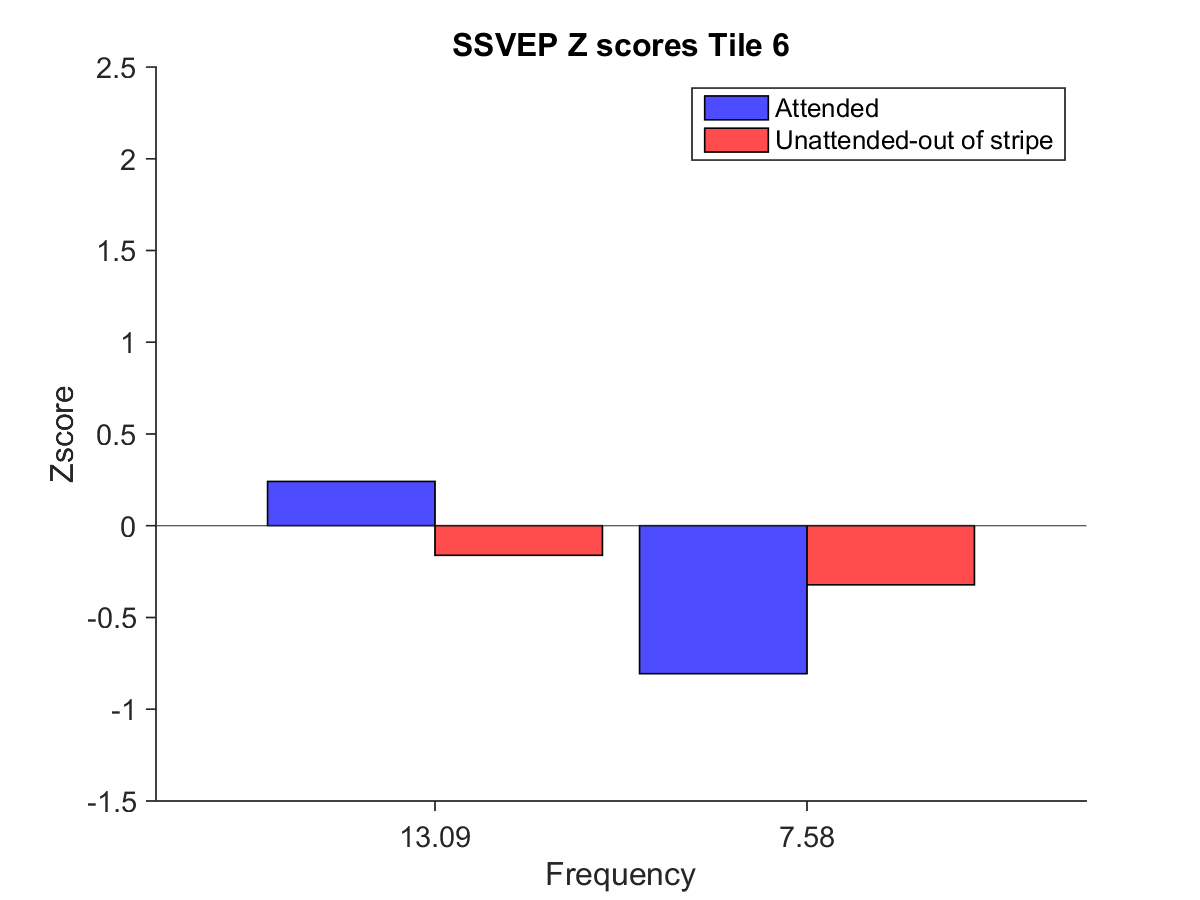 SSVEP Z scores Tile 6
Attended
Unattended-out of stripe
2.5
2
1.5
1
0.5
0
-0.5
-1
-1.5
Zscore
13.09
7.58
Frequency